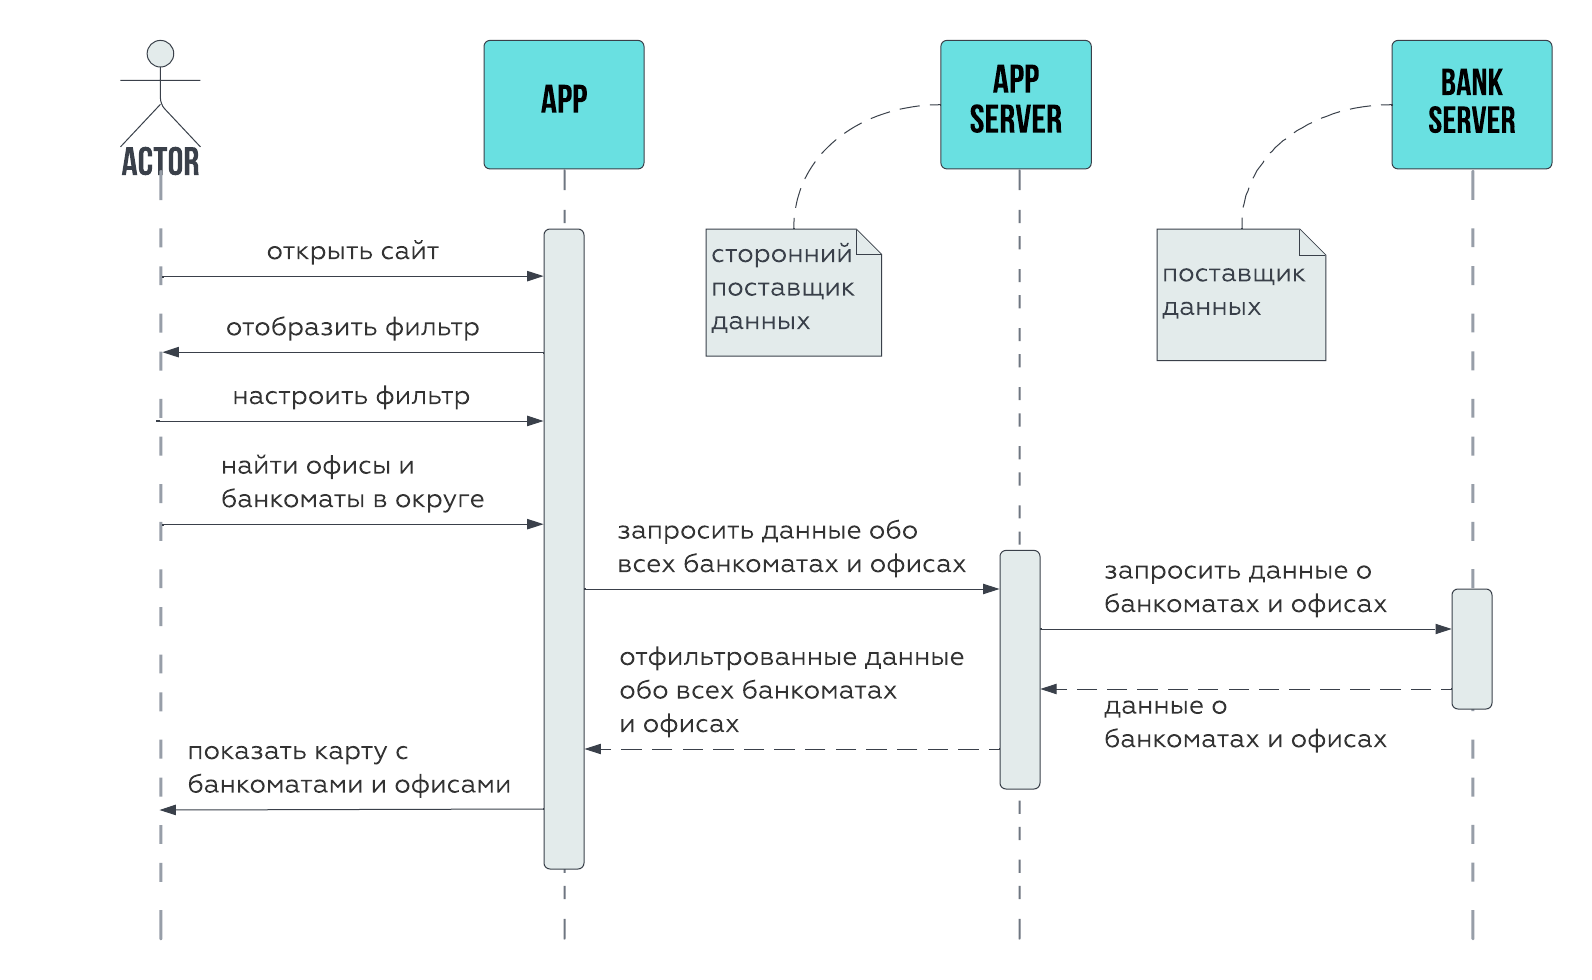 ACTOR
APP
APP
SERVER
BANK
SERVER
сторонний
поставщик
данных
поставщик
данных
открыть сайт
отобразить фильтр
настроить фильтр
найти офисы и
банкоматы в округе
запросить данные обо
всех банкоматах и офисах
запросить данные о
банкоматах и офисах
отфильтрованные данные
обо всех банкоматах
и офисах
данные о
банкоматах и офисах
показать карту с
банкоматами и офисами